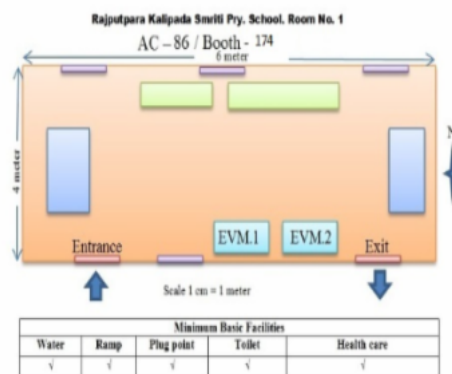 Rajputpara Kalipada Smriti Pry. School. Room No. 1
AC – 86 / Booth - 174
6 meter
4 meter
N
EVM.1 EVM.2
Entrance Exit
Scale 1 cm = 1 meter
Minimum Basic Facilities
Water Ramp Plug point Toilet Health care
√ √ √ √ √